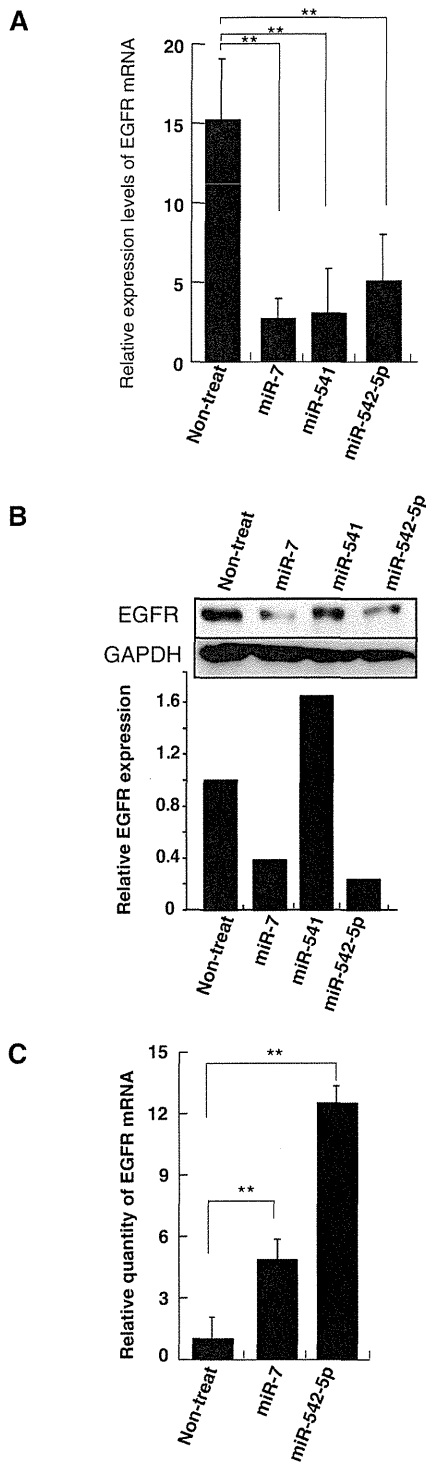 A
**
**
**
Relative expression levels of EGFR mRNA
20
15
10
5
0
Non-treat
miR-7
miR-541
miR-542-5p
B
Non-treat
miR-7
miR-541
miR-542-5p
EGFR
GAPDH
Relative EGFR expression
1.6
1.2
0.8
0.4
0
Non-treat
miR-7
miR-541
miR-542-5p
C
**
**
Relative quantity of EGFR mRNA
15
12
9
6
3
0
Non-treat
miR-7
miR-542-5p